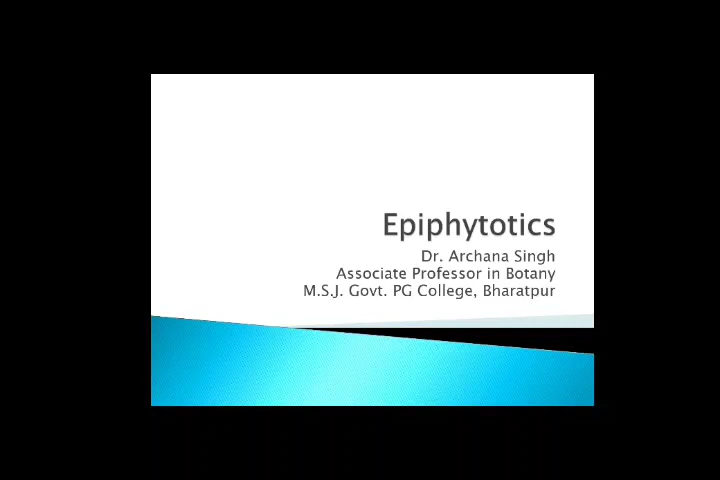 Epiphytotics
Dr. Archana Singh
Associate Professor in Botany
M.S.J. Govt. PG College, Bharatpur